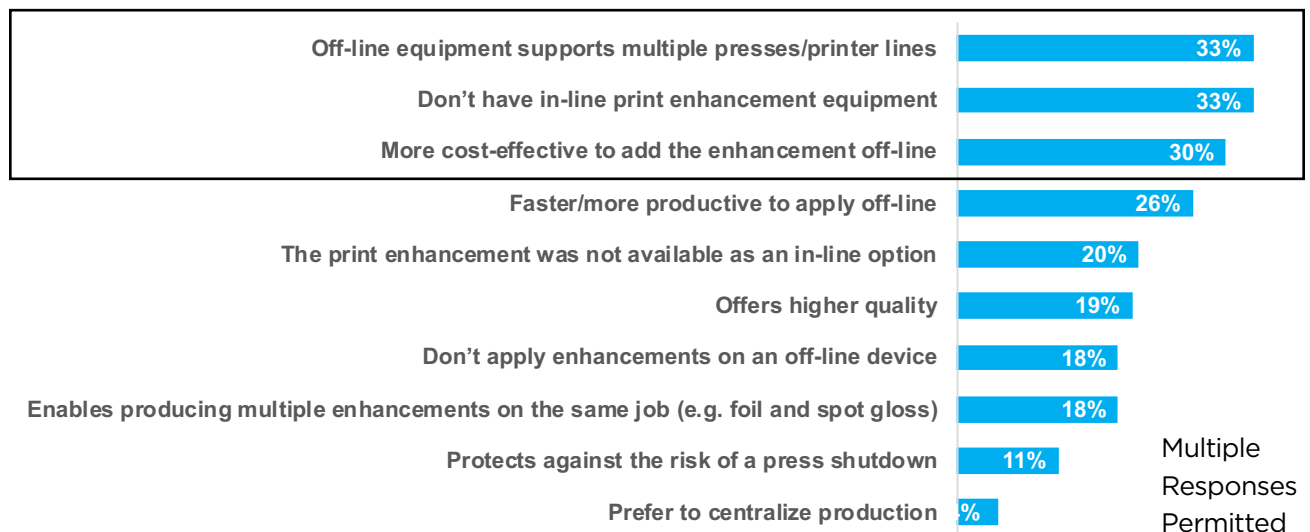 Off-line equipment supports multiple presses/printer lines 33%
Don't have in-line print enhancement equipment 33%
More cost-effective to add the enhancement off-line 30%
Faster/more productive to apply off-line 26%
The print enhancement was not available as an in-line option 20%
Offers higher quality 19%
Don't apply enhancements on an off-line device 18%
Enables producing multiple enhancements on the same job (e.g. foil and spot gloss) 18%
Protects against the risk of a press shutdown 11%
Prefer to centralize production %
Multiple
Responses
Permitted